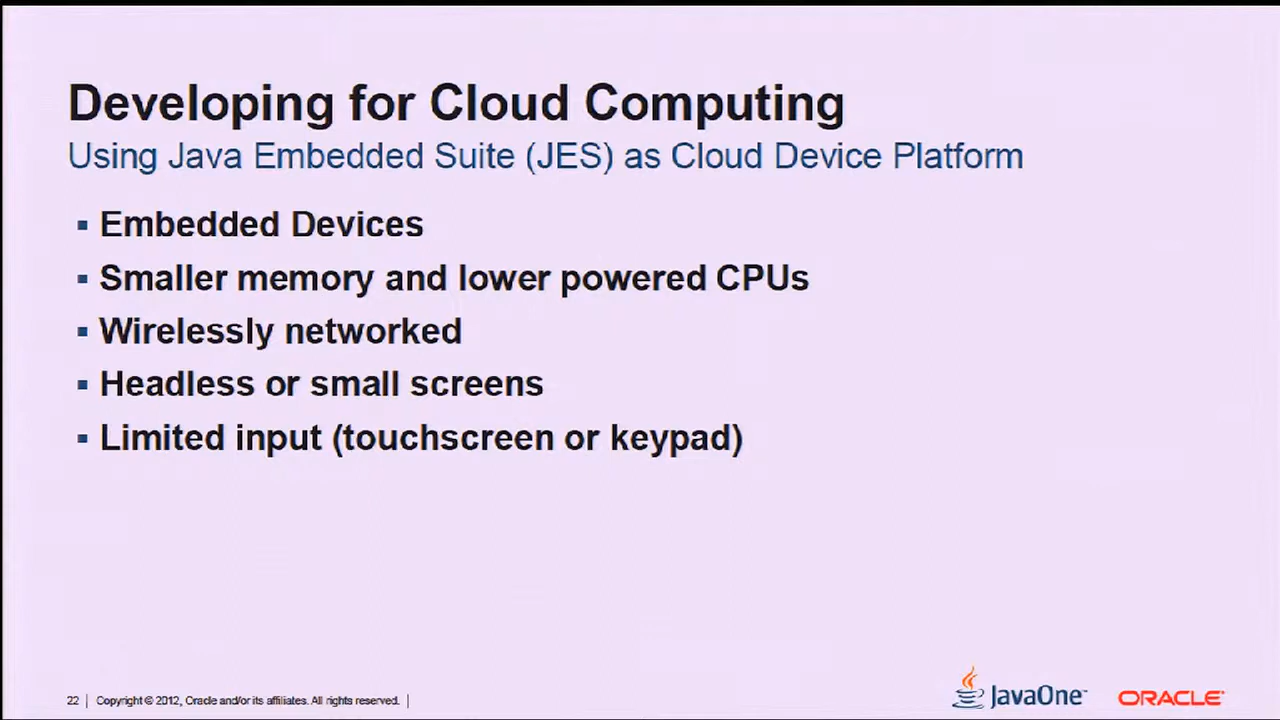 Developing for Cloud Computing
Using Java Embedded Suite (JES) as Cloud Device Platform
▪ Embedded Devices
▪ Smaller memory and lower powered CPUs
▪ Wirelessly networked
▪ Headless or small screens
▪ Limited input (touchscreen or keypad)
22 | Copyright © 2012, Oracle and/or its affiliates. All rights reserved. |
JavaOne™
ORACLE®